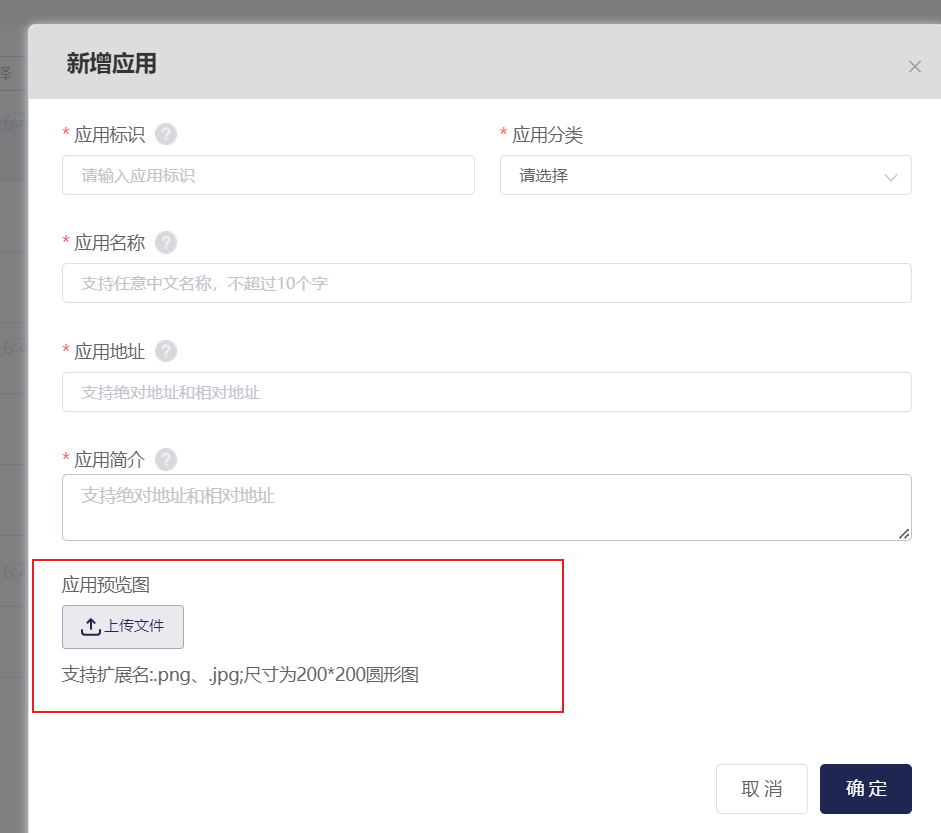 新增应用
* 应用标识 ?
* 应用分类
请输入应用标识
请选择
* 应用名称 ?
支持任意中文名称，不超过10个字
* 应用地址 ?
支持绝对地址和相对地址
* 应用简介 ?
支持绝对地址和相对地址
应用预览图
上传文件
支持扩展名:.png、.jpg;尺寸为200*200圆形图
取 消
确 定